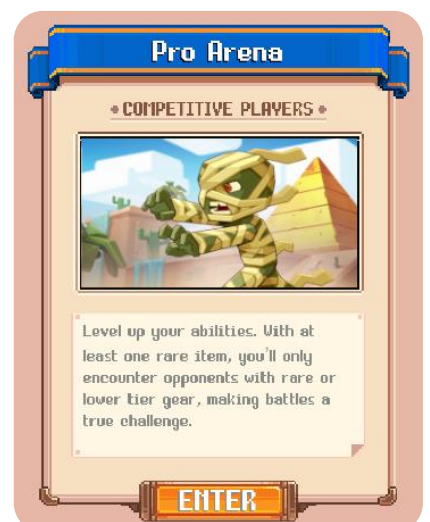 Pro Arena
COMPETITIVE PLAYERS
Level up your abilities. With at
least one rare item, you'll only
encounter opponents with rare or
lower tier gear, making battles a
true challenge.
ENTER